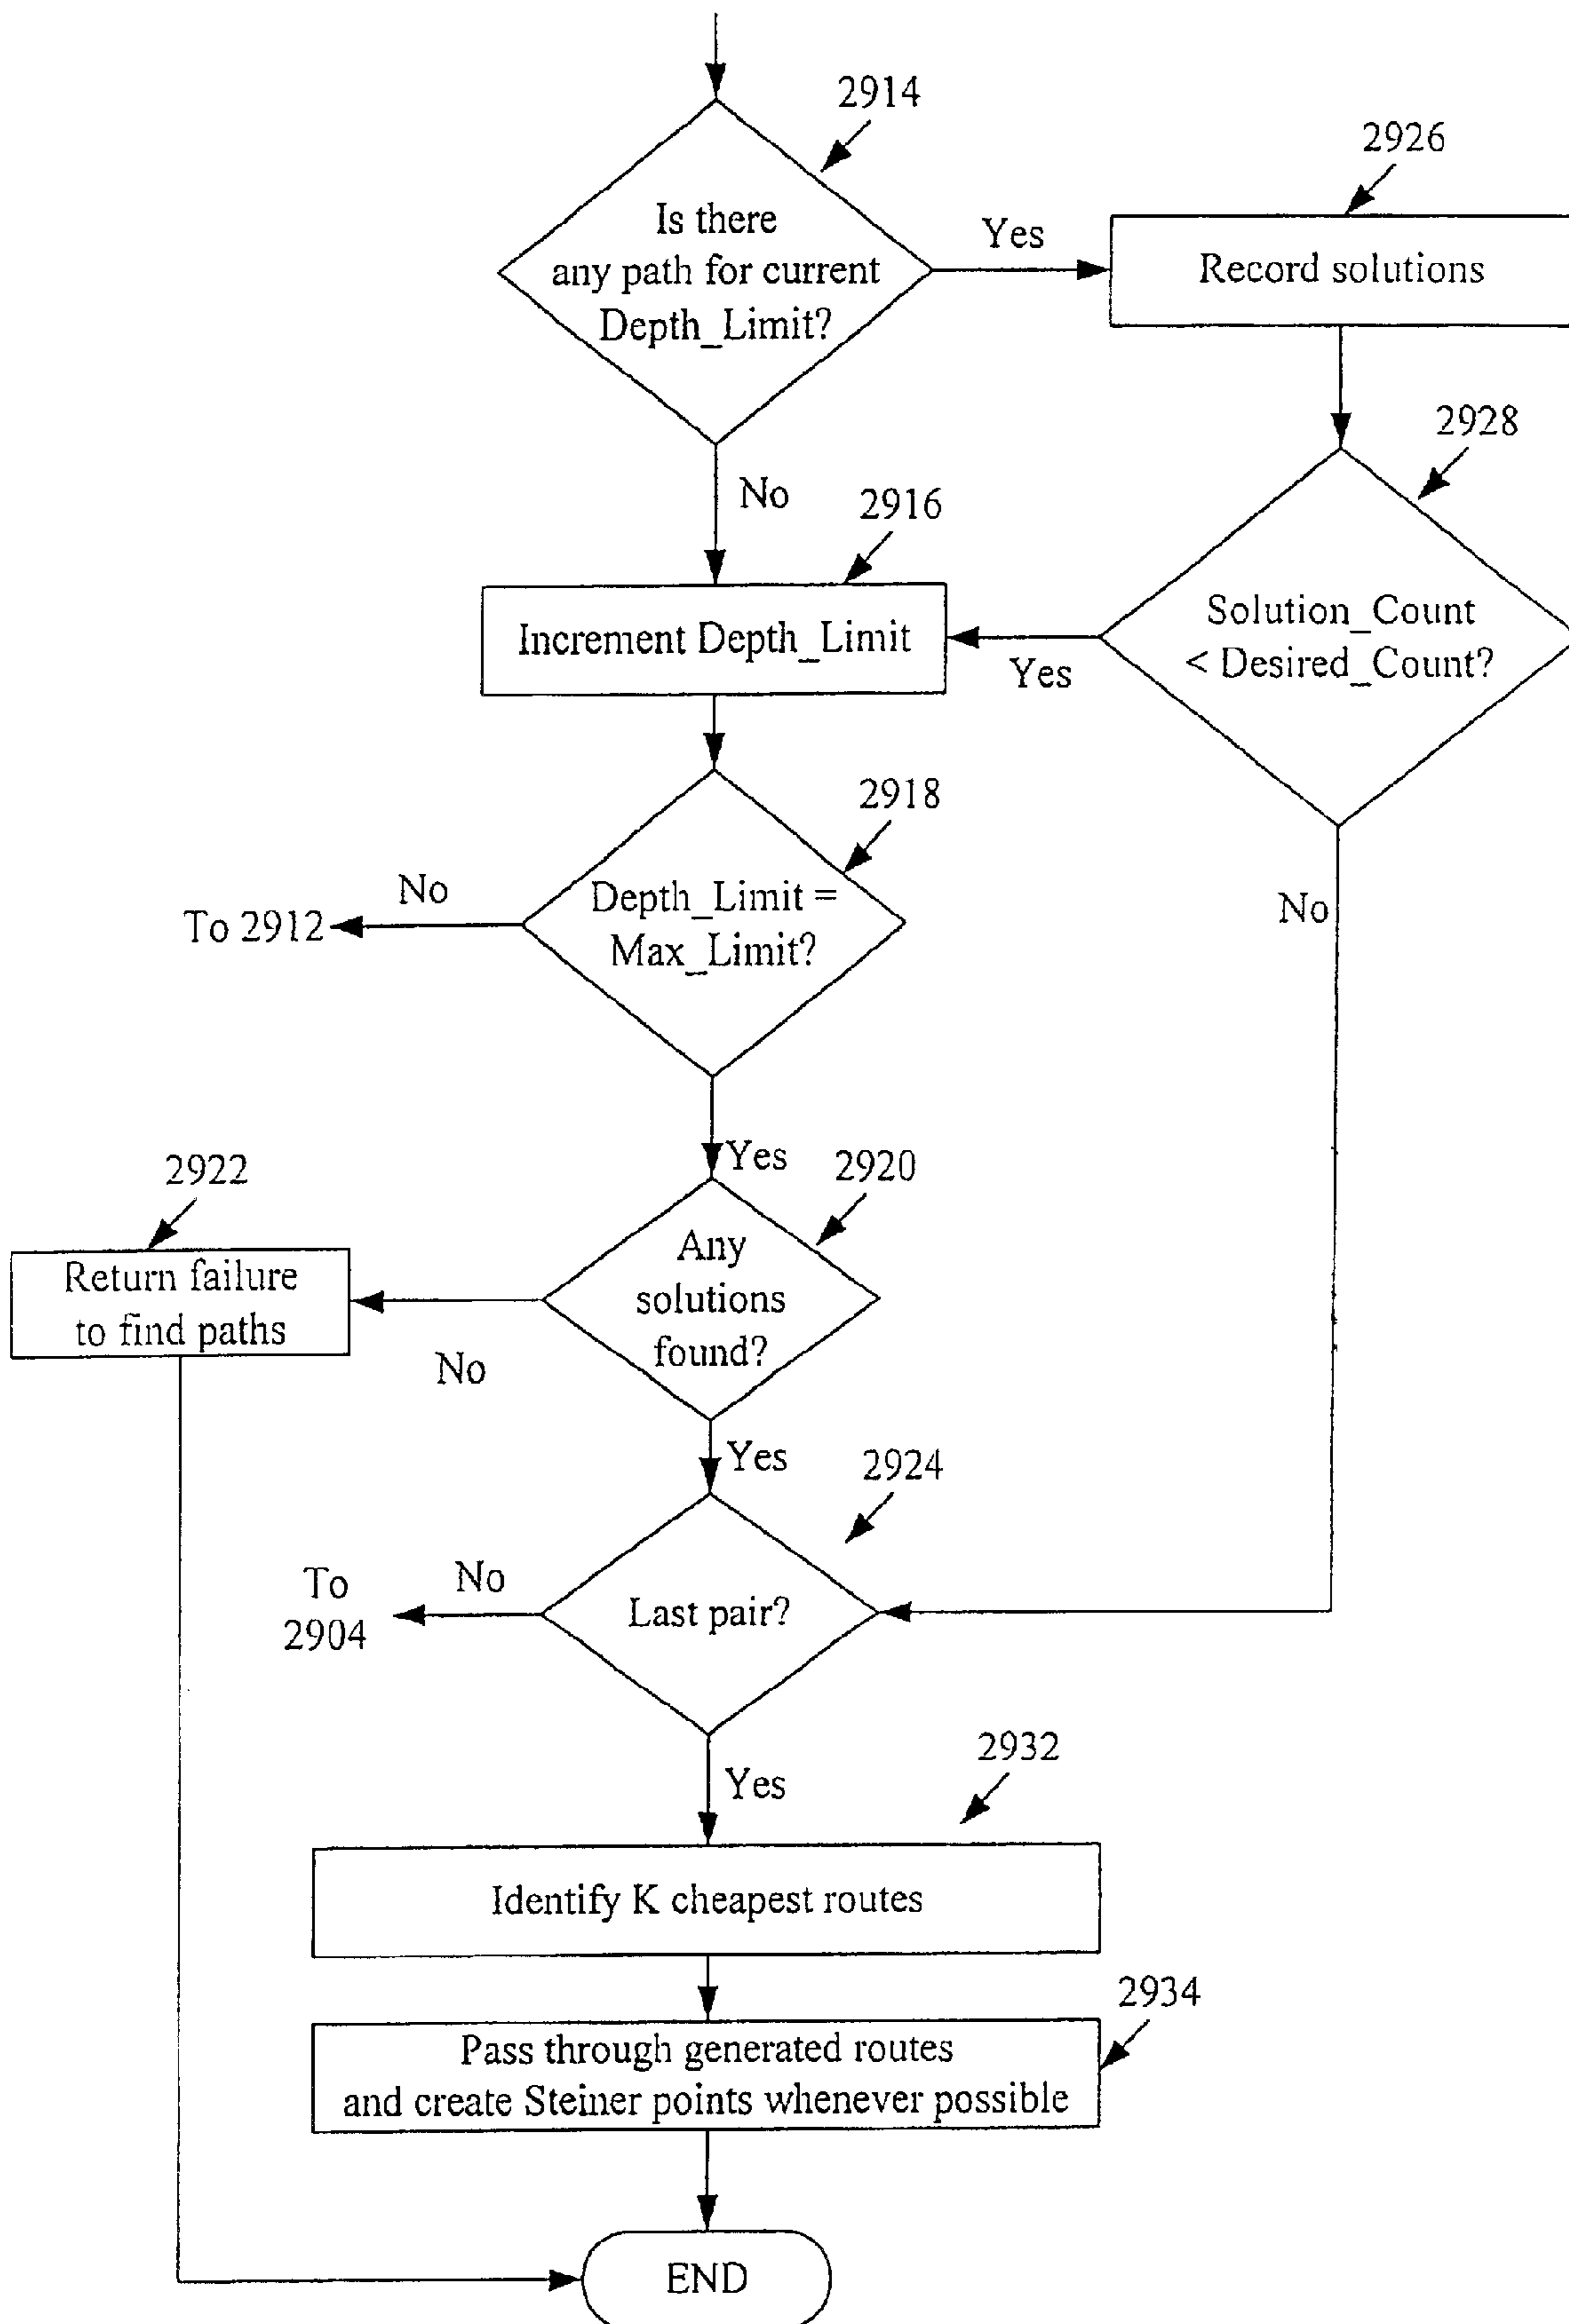 2914
Is there
any path for current
Depth_Limit?
Yes
2926
Record solutions
2928
Solution_Count
< Desired_Count?
Yes
No
No
2916
Increment Depth_Limit
2918
Depth_Limit =
Max_Limit?
No
To 2912
Yes
2920
Any
solutions
found?
No
2922
Return failure
to find paths
Yes
2924
Last pair?
No
To
2904
Yes
2932
Identify K cheapest routes
2934
Pass through generated routes
and create Steiner points whenever possible
END